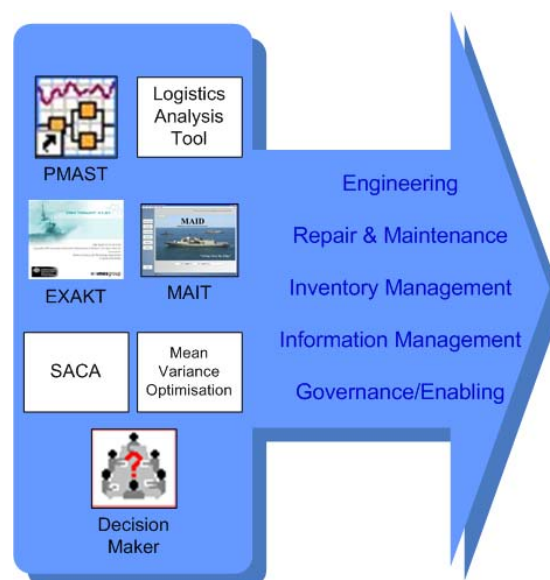 Logistics
Analysis
Tool
PMAST
MAID
EXAKT
MAIT
SACA
Mean
Variance
Optimisation
?
Decision
Maker
Engineering
Repair & Maintenance
Inventory Management
Information Management
Governance/Enabling